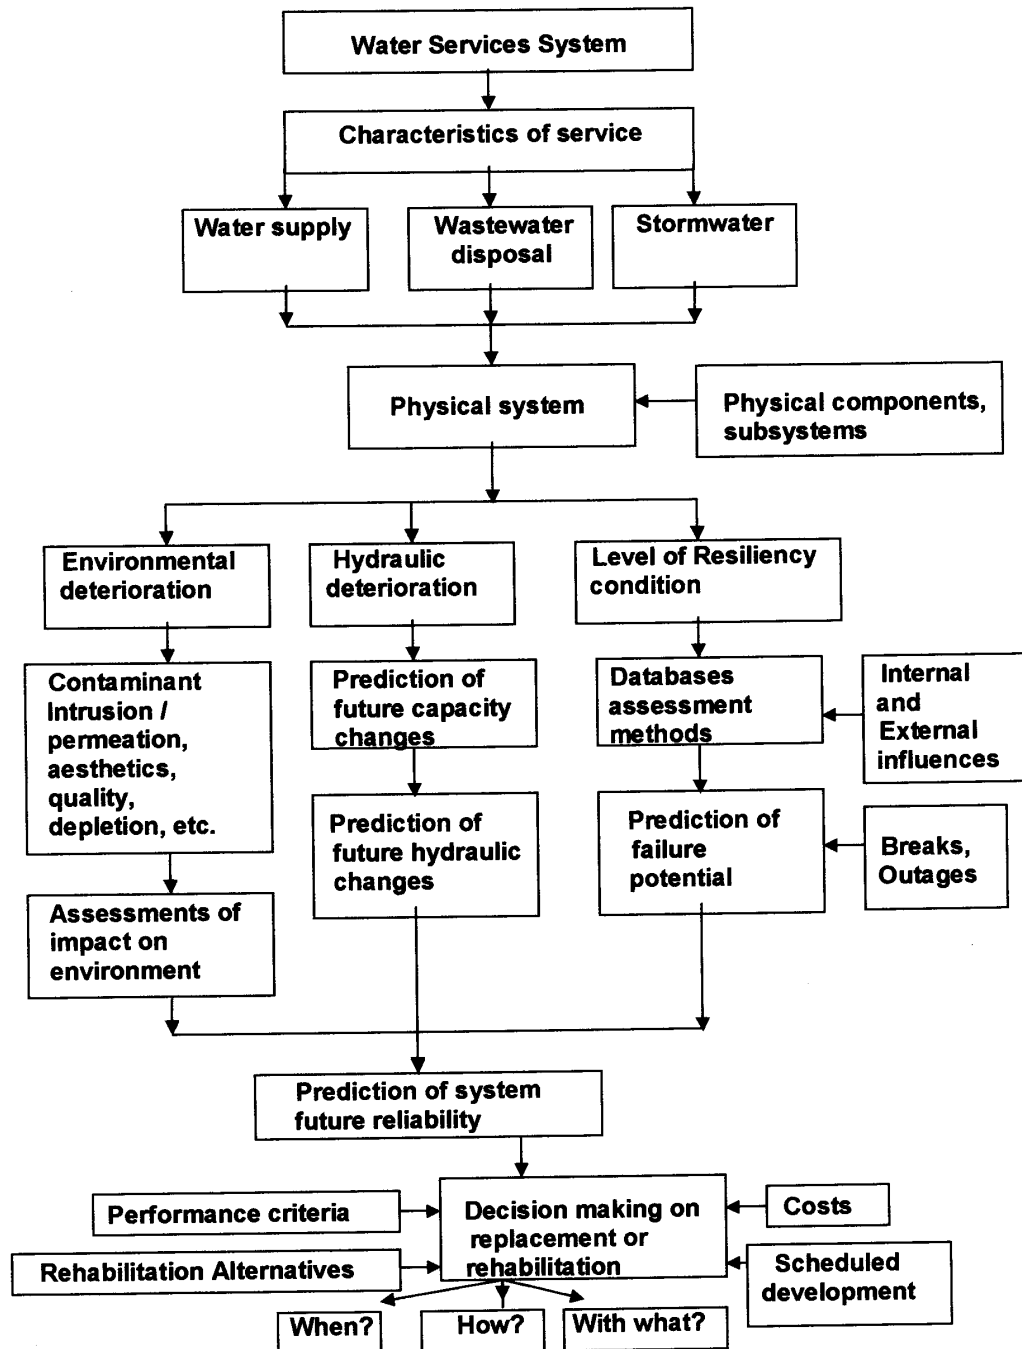 Water Services System
Characteristics of service
Water supply
Wastewater
disposal
Stormwater
Physical system
Physical components,
subsystems
Environmental
deterioration
Hydraulic
deterioration
Level of Resiliency
condition
Contaminant
Intrusion /
permeation,
aesthetics,
quality,
depletion, etc.
Prediction of
future capacity
changes
Databases
assessment
methods
Internal
and
External
influences
Prediction of
future hydraulic
changes
Prediction of
failure
potential
Breaks,
Outages
Assessments of
impact on
environment
Prediction of system
future reliability
Performance criteria
Decision making on
replacement or
rehabilitation
Costs
Rehabilitation Alternatives
Scheduled
development
When?
How?
With what?